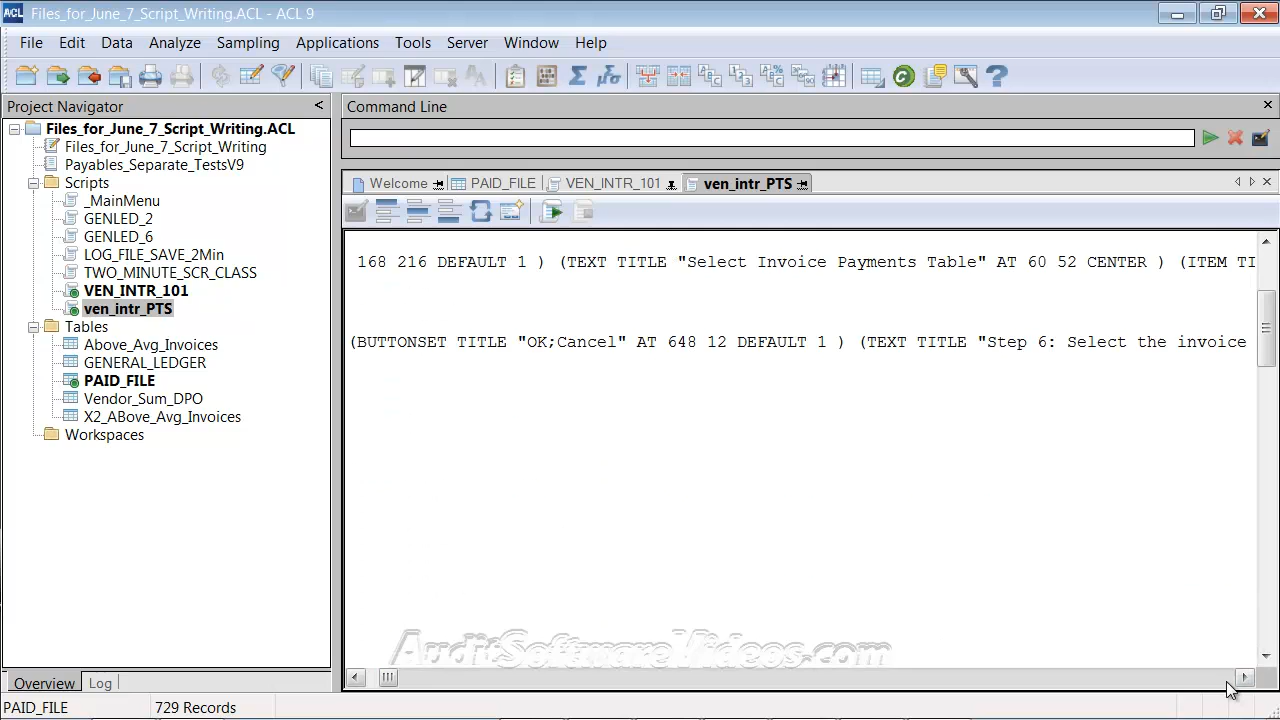 ACL Files_for_June_7_Script_Writing.ACL - ACL 9
File Edit Data Analyze Sampling Applications Tools Server Window Help
Project Navigator <
Files_for_June_7_Script_Writing.ACL
Files_for_June_7_Script_Writing
Payables_Separate_TestsV9
Scripts
_MainMenu
GENLED_2
GENLED_6
LOG_FILE_SAVE_2Min
TWO_MINUTE_SCR_CLASS
VEN_INTR_101
ven_intr_PTS
Tables
Above_Avg_Invoices
GENERAL_LEDGER
PAID_FILE
Vendor_Sum_DPO
X2_ABove_Avg_Invoices
Workspaces
Overview Log
Command Line
Welcome PAID_FILE VEN_INTR_101 ven_intr_PTS
168 216 DEFAULT 1 ) (TEXT TITLE "Select Invoice Payments Table" AT 60 52 CENTER ) (ITEM TI
(BUTTONSET TITLE "OK;Cancel" AT 648 12 DEFAULT 1 ) (TEXT TITLE "Step 6: Select the invoice
AuditSoftwareVideos.com
PAID_FILE 729 Records